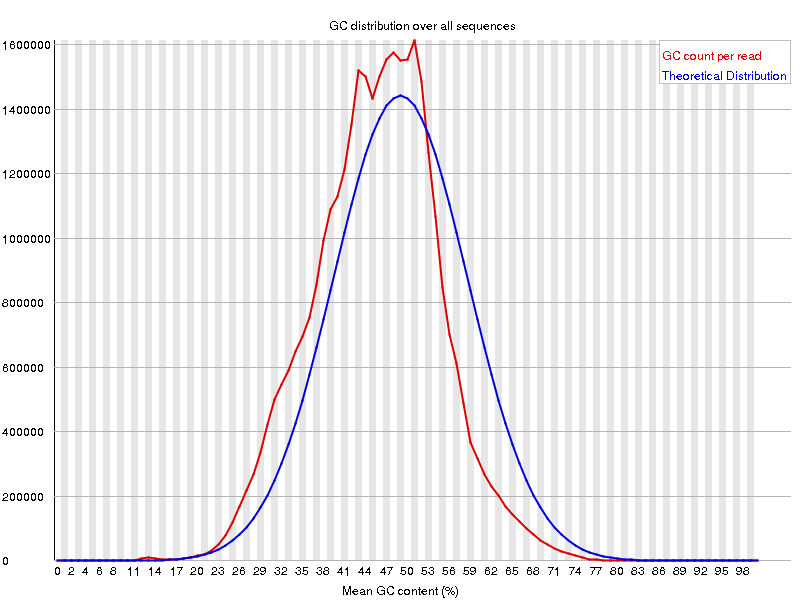 GC distribution over all sequences
1600000
1400000
1200000
1000000
800000
600000
400000
200000
0
GC count per read
Theoretical Distribution
0 2 4 6 8 11 14 17 20 23 26 29 32 35 38 41 44 47 50 53 56 59 62 65 68 71 74 77 80 83 86 89 92 95 98
Mean GC content (%)